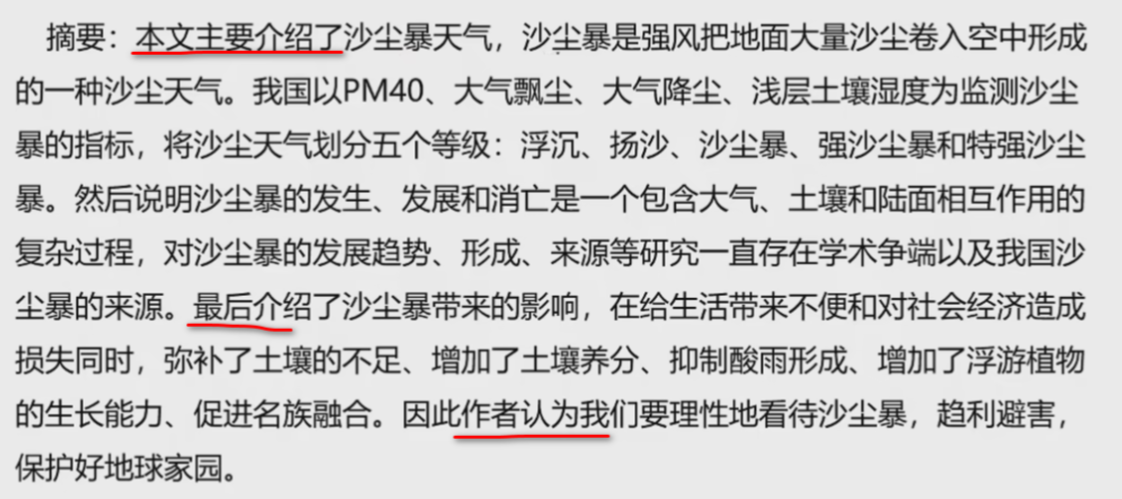 摘要：本文主要介绍了沙尘暴天气，沙尘暴是强风把地面大量沙尘卷入空中形成
的一种沙尘天气。我国以PM40、大气飘尘、大气降尘、浅层土壤湿度为监测沙尘
暴的指标，将沙尘天气划分五个等级：浮沉、扬沙、沙尘暴、强沙尘暴和特强沙尘
暴。然后说明沙尘暴的发生、发展和消亡是一个包含大气、土壤和陆面相互作用的
复杂过程，对沙尘暴的发展趋势、形成、来源等研究一直存在学术争端以及我国沙
尘暴的来源。最后介绍了沙尘暴带来的影响，在给生活带来不便和对社会经济造成
损失同时，弥补了土壤的不足、增加了土壤养分、抑制酸雨形成、增加了浮游植物
的生长能力、促进名族融合。因此作者认为我们要理性地看待沙尘暴，趋利避害，
保护好地球家园。